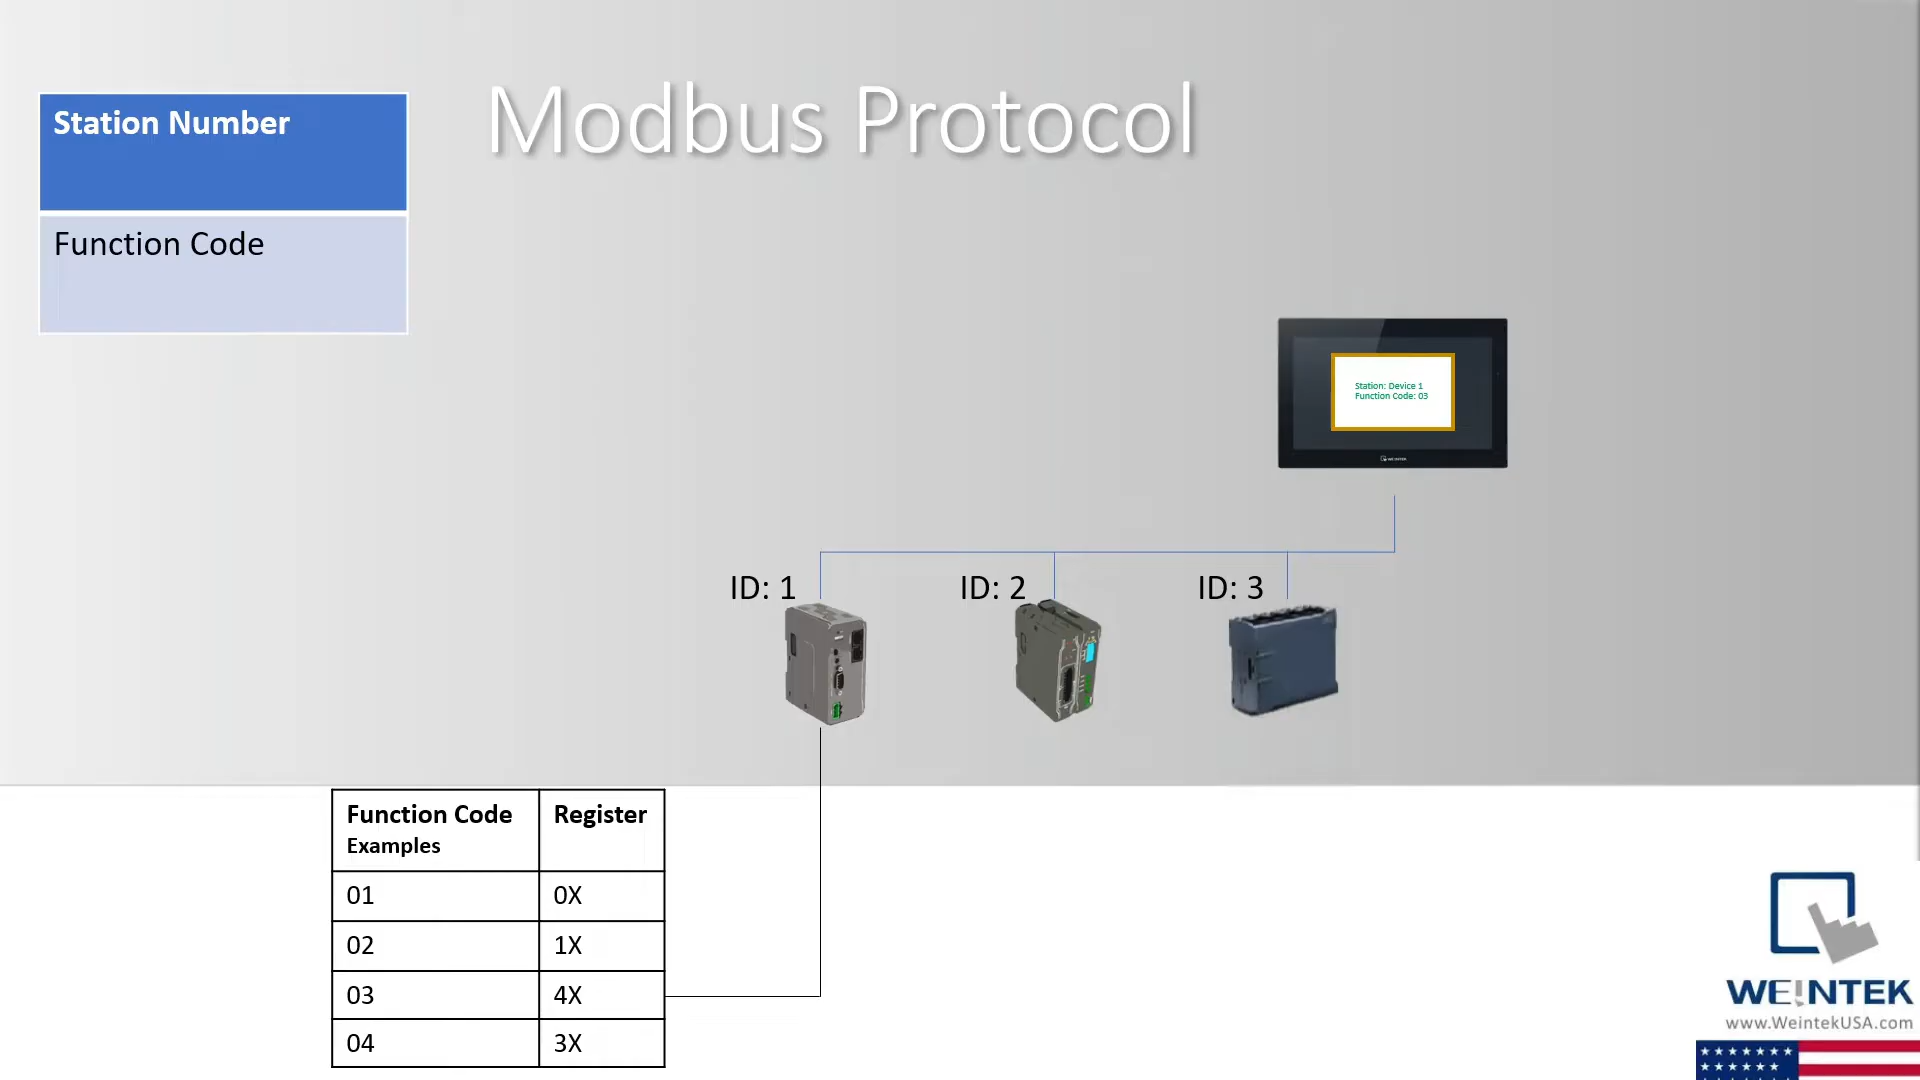 Modbus Protocol
Station Number
Function Code
Station: Device 1
Function Code: 03
WEINTEK
ID: 1
ID: 2
ID: 3
Function Code Register
Examples
01 0X
02 1X
03 4X
04 3X
WEINTEK
www.WeintekUSA.com